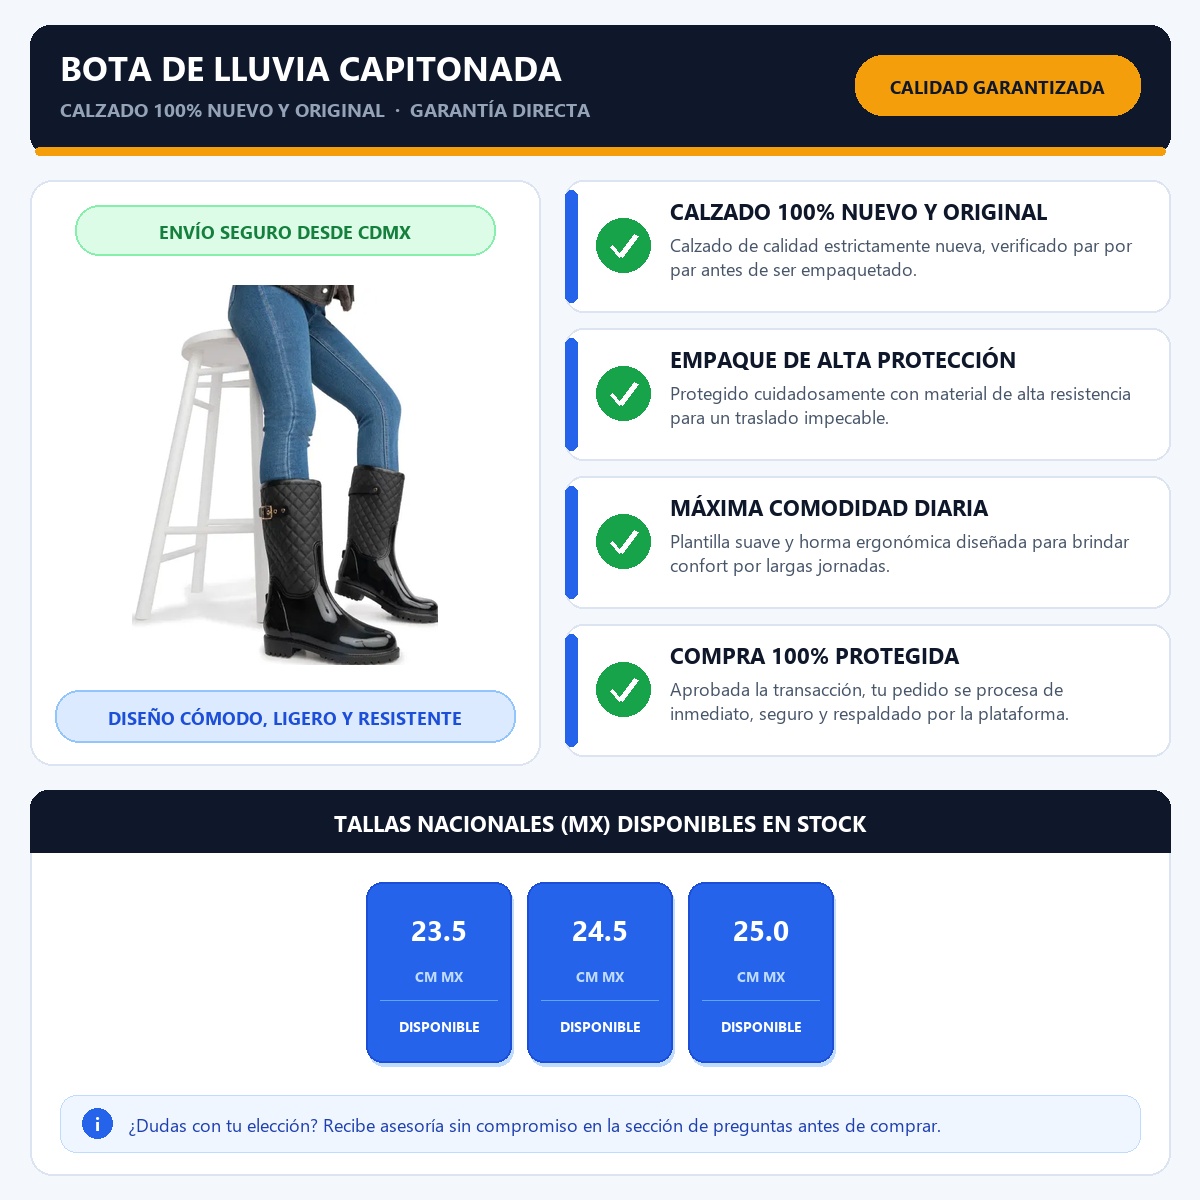 BOTA DE LLUVIA CAPITONADA
CALZADO 100% NUEVO Y ORIGINAL · GARANTÍA DIRECTA
CALIDAD GARANTIZADA
ENVÍO SEGURO DESDE CDMX
DISEÑO CÓMODO, LIGERO Y RESISTENTE
CALZADO 100% NUEVO Y ORIGINAL
Calzado de calidad estrictamente nueva, verificado par por
par antes de ser empaquetado.
EMPAQUE DE ALTA PROTECCIÓN
Protegido cuidadosamente con material de alta resistencia
para un traslado impecable.
MÁXIMA COMODIDAD DIARIA
Plantilla suave y horma ergonómica diseñada para brindar
confort por largas jornadas.
COMPRA 100% PROTEGIDA
Aprobada la transacción, tu pedido se procesa de
inmediato, seguro y respaldado por la plataforma.
TALLAS NACIONALES (MX) DISPONIBLES EN STOCK
23.5
CM MX
DISPONIBLE
24.5
CM MX
DISPONIBLE
25.0
CM MX
DISPONIBLE
¿Dudas con tu elección? Recibe asesoría sin compromiso en la sección de preguntas antes de comprar.